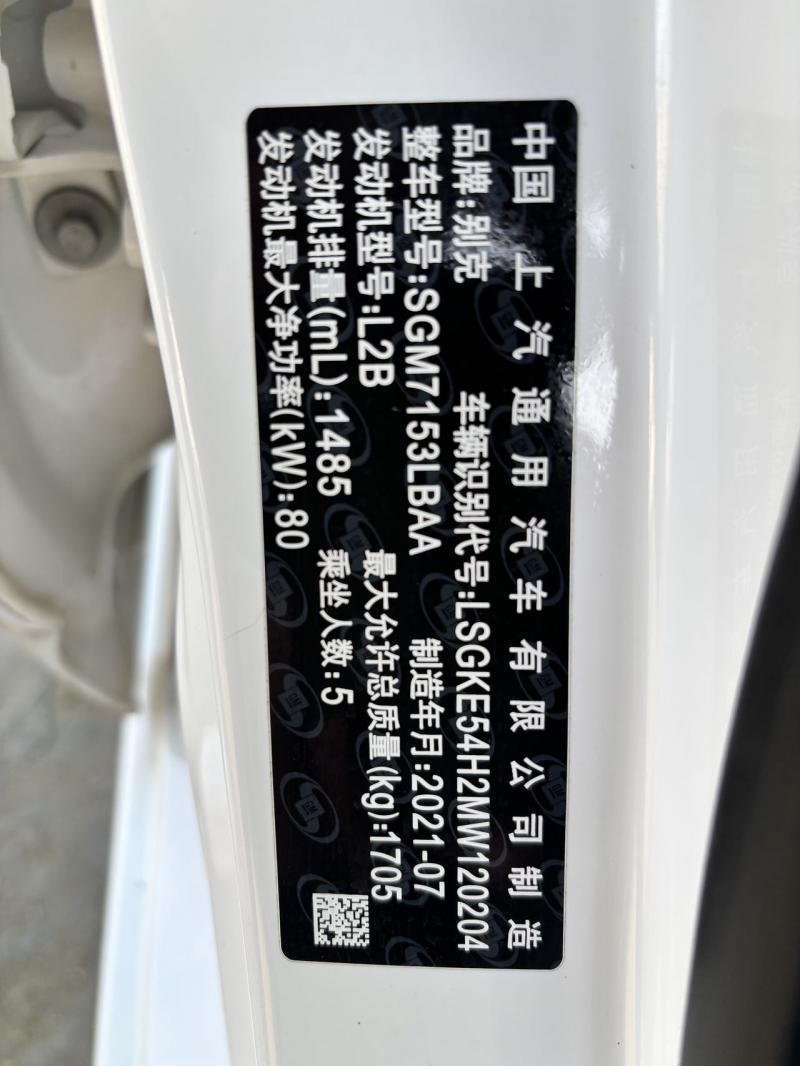 中国 上汽通用汽车有限公司制造
品牌:别克 车辆识别代号:LSGKE54H2MW120204
整车型号:SGM7153LBAA 制造年月:2021-07
发动机型号:L2B 最大允许总质量(kg):1705
发动机排量(mL):1485 乘坐人数:5
发动机最大净功率(kW):80